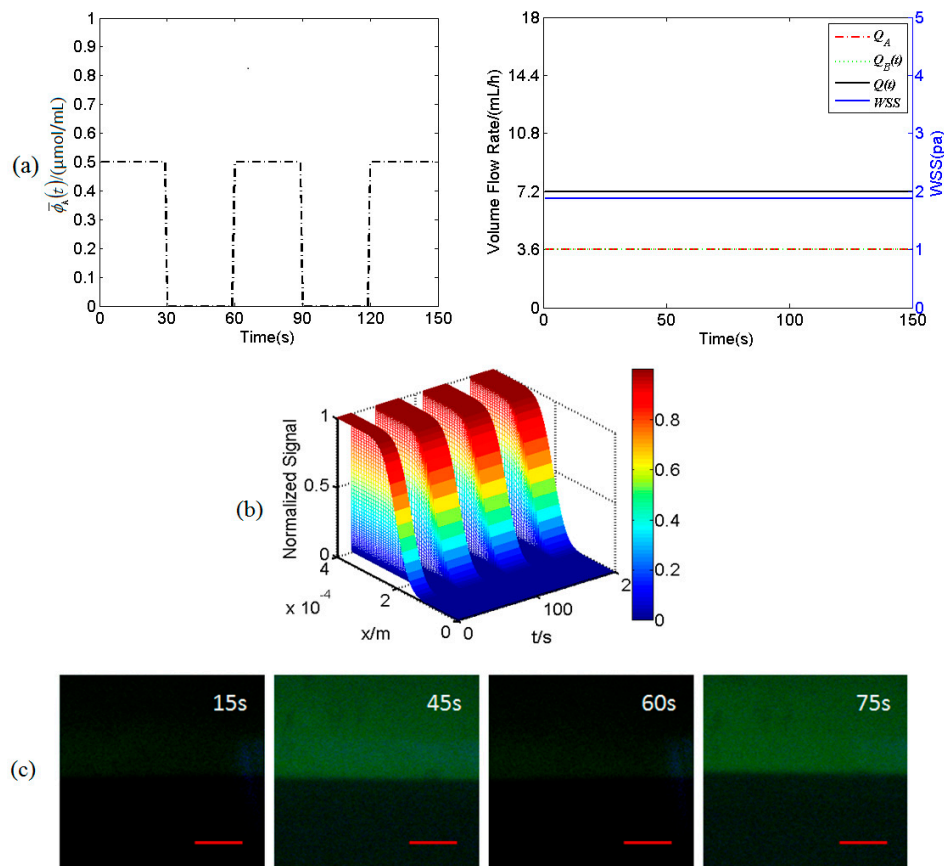 (a)
1
0.9
0.8
0.7
0.6
0.5
0.4
0.3
0.2
0.1
0
0 30 60 90 120 150
Time(s)
18
14.4
10.8
7.2
3.6
0
Volume Flow Rate/(mL/h)
0 50 100 150
Time(s)
5
4
3
2
1
0
WSS(pa)
Q_A
Q_B(t)
Q(t)
WSS
(b)
Normalized Signal
1
0.5
0
4
2
0
x 10⁻⁴
x/m
0
100
2
t/s
0.8
0.6
0.4
0.2
0
(c)
15s
45s
60s
75s